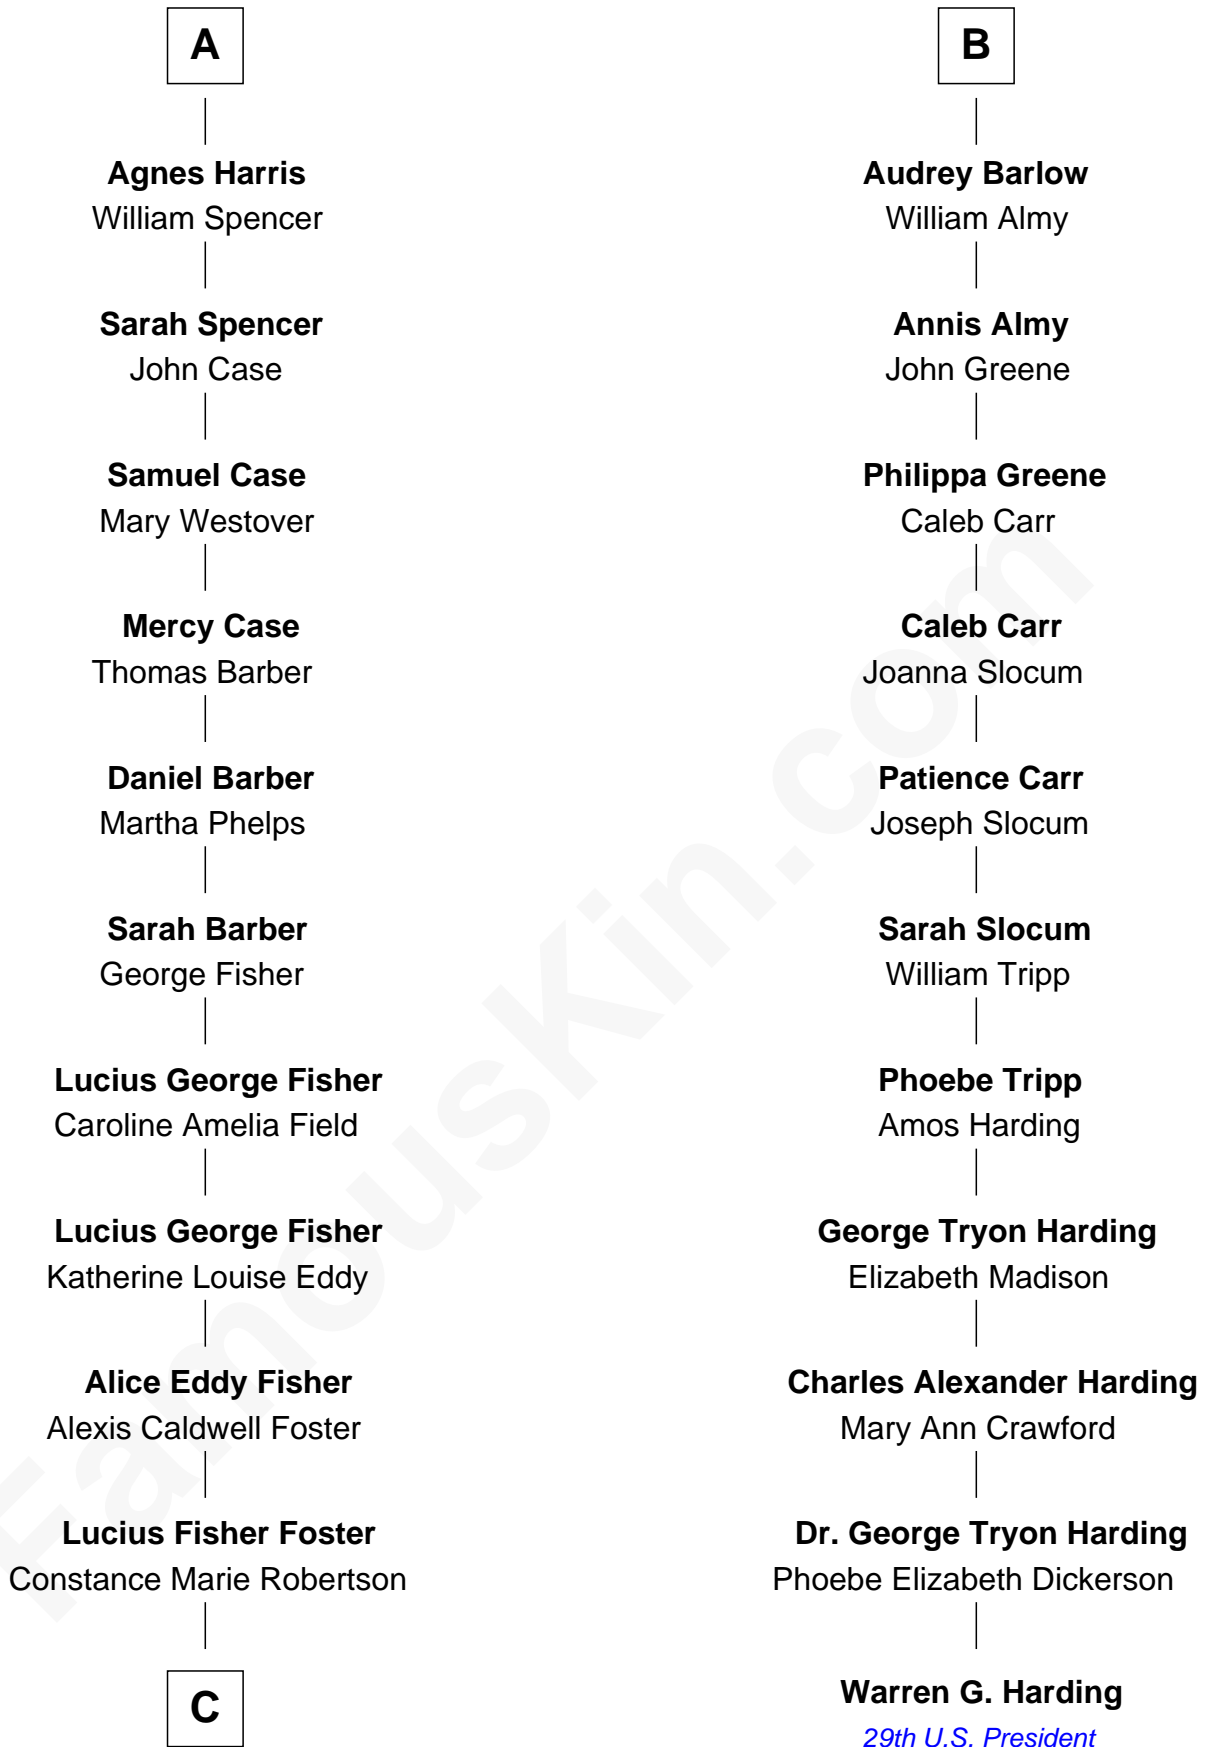 A
Agnes Harris
William Spencer
Sarah Spencer
John Case
Samuel Case
Mary Westover
Mercy Case
Thomas Barber
Daniel Barber
Martha Phelps
Sarah Barber
George Fisher
Lucius George Fisher
Caroline Amelia Field
Lucius George Fisher
Katherine Louise Eddy
Alice Eddy Fisher
Alexis Caldwell Foster
Lucius Fisher Foster
Constance Marie Robertson
C
B
Audrey Barlow
William Almy
Annis Almy
John Greene
Philippa Greene
Caleb Carr
Caleb Carr
Joanna Slocum
Patience Carr
Joseph Slocum
Sarah Slocum
William Tripp
Phoebe Tripp
Amos Harding
George Tryon Harding
Elizabeth Madison
Charles Alexander Harding
Mary Ann Crawford
Dr. George Tryon Harding
Phoebe Elizabeth Dickerson
Warren G. Harding
29th U.S. President
FamousKin.com